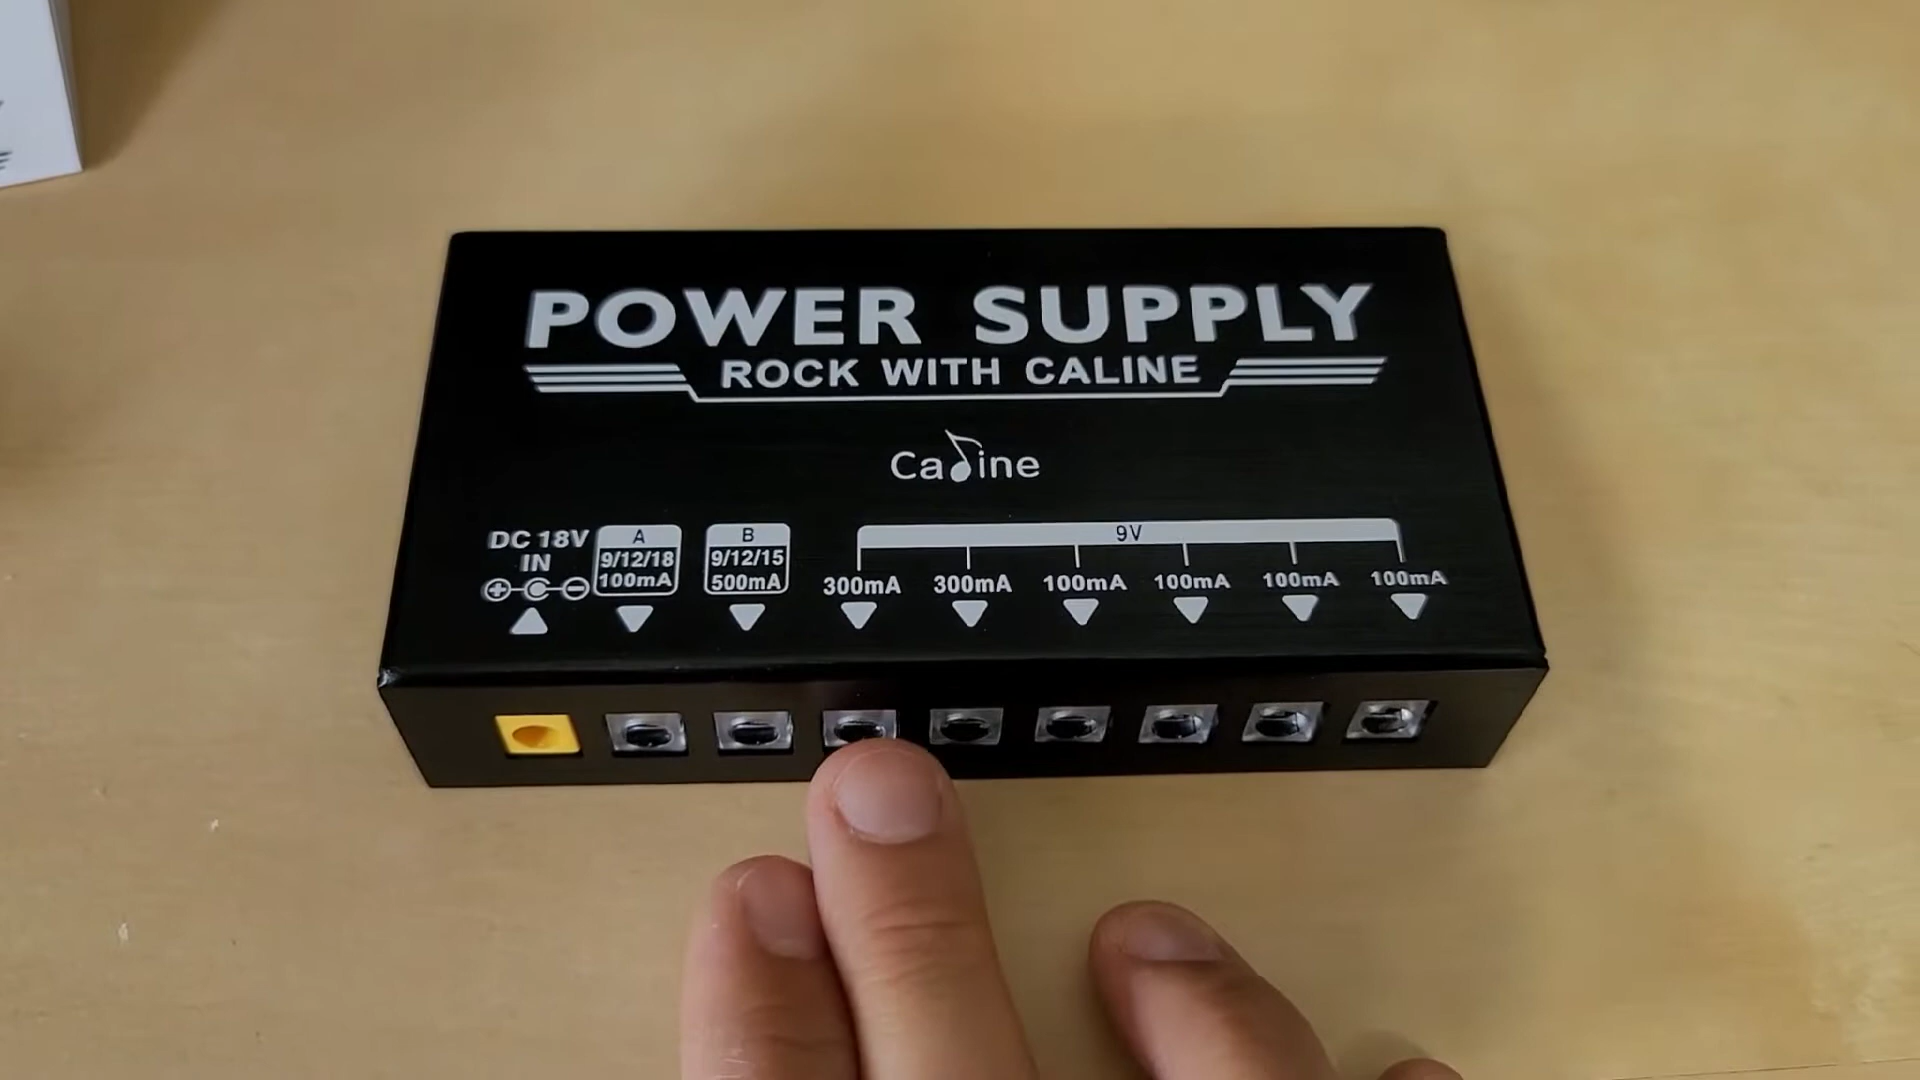 POWER SUPPLY
ROCK WITH CALINE
Caline
DC 18V
IN
A
9/12/18
100mA
B
9/12/15
500mA
9V
300mA 300mA 100mA 100mA 100mA 100mA